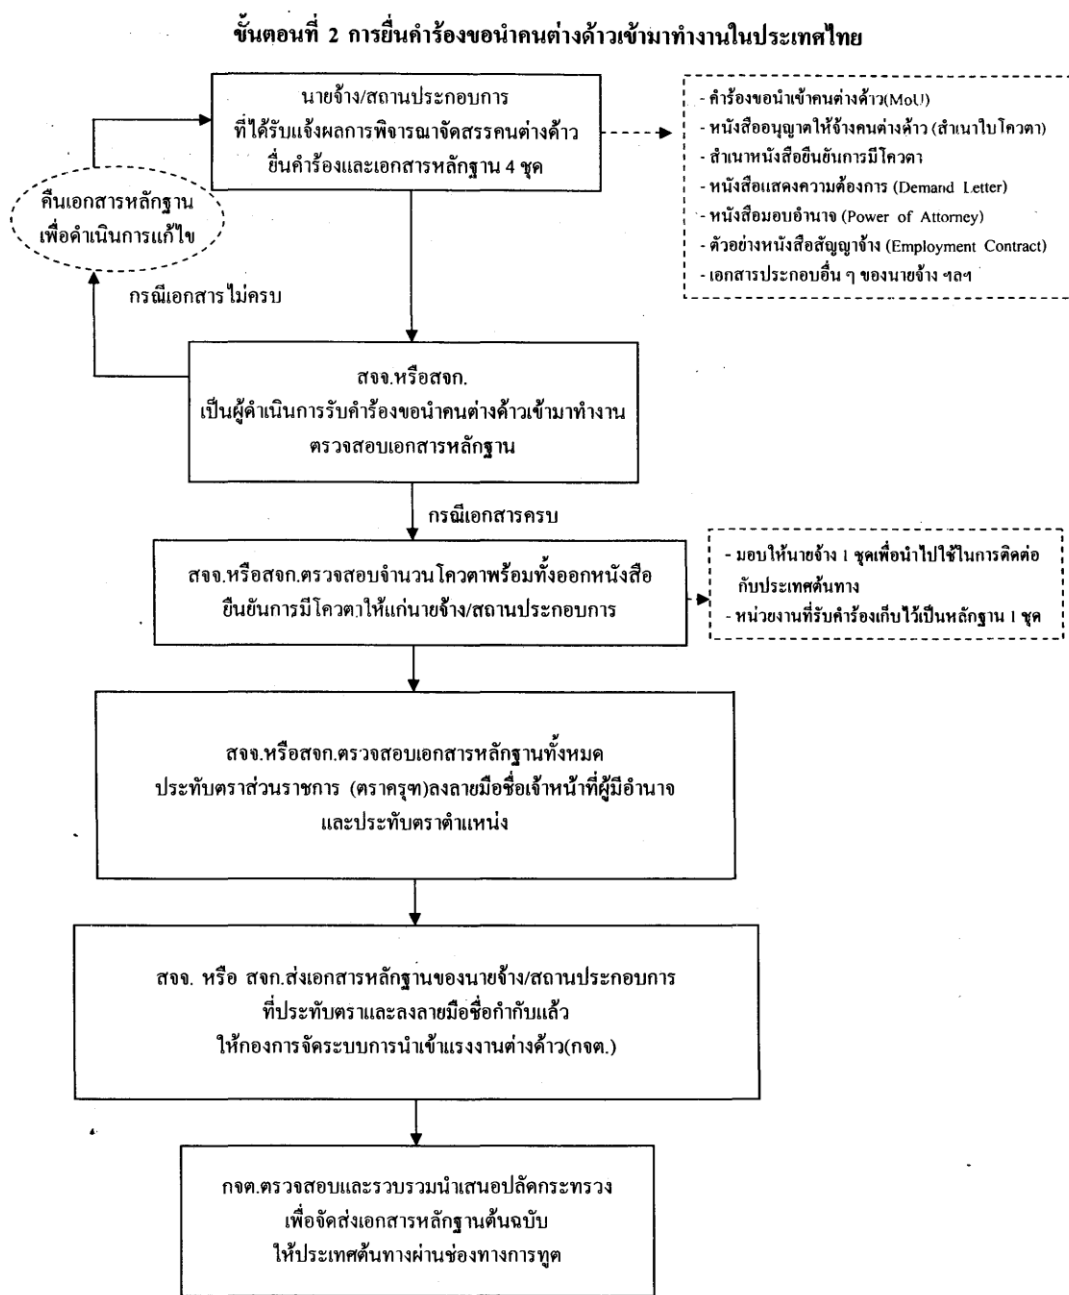 ขั้นตอนที่ 2 การยื่นคำร้องขอนำคนต่างด้าวเข้ามาทำงานในประเทศไทย
นายจ้าง/สถานประกอบการ
ที่ได้รับแจ้งผลการพิจารณาจัดสรรคนต่างด้าว
ยื่นคำร้องและเอกสารหลักฐาน 4 ชุด
- คำร้องขอนำเข้าคนต่างด้าว(MoU)
- หนังสืออนุญาตให้จ้างคนต่างด้าว (สำเนาใบโควตา)
- สำเนาหนังสือยืนยันการมีโควตา
- หนังสือแสดงความต้องการ (Demand Letter)
- หนังสือมอบอำนาจ (Power of Attorney)
- ตัวอย่างหนังสือสัญญาจ้าง (Employment Contract)
- เอกสารประกอบอื่น ๆ ของนายจ้าง ฯลฯ
คืนเอกสารหลักฐาน
เพื่อดำเนินการแก้ไข
กรณีเอกสารไม่ครบ
สจจ.หรือสจก.
เป็นผู้ดำเนินการรับคำร้องขอนำคนต่างด้าวเข้ามาทำงาน
ตรวจสอบเอกสารหลักฐาน
กรณีเอกสารครบ
สจจ.หรือสจก.ตรวจสอบจำนวนโควตาพร้อมทั้งออกหนังสือ
ยืนยันการมีโควตาให้แก่นายจ้าง/สถานประกอบการ
- มอบให้นายจ้าง 1 ชุดเพื่อนำไปใช้ในการติดต่อ
กับประเทศต้นทาง
- หน่วยงานที่รับคำร้องเก็บไว้เป็นหลักฐาน 1 ชุด
สจจ.หรือสจก.ตรวจสอบเอกสารหลักฐานทั้งหมด
ประทับตราส่วนราชการ (ตราครุฑ)ลงลายมือชื่อเจ้าหน้าที่ผู้มีอำนาจ
และประทับตราตำแหน่ง
สจจ. หรือ สจก.ส่งเอกสารหลักฐานของนายจ้าง/สถานประกอบการ
ที่ประทับตราและลงลายมือชื่อกำกับแล้ว
ให้กองการจัดระบบการนำเข้าแรงงานต่างด้าว(กจต.)
กจต.ตรวจสอบและรวบรวมนำเสนอปลัดกระทรวง
เพื่อจัดส่งเอกสารหลักฐานต้นฉบับ
ให้ประเทศต้นทางผ่านช่องทางการทูต